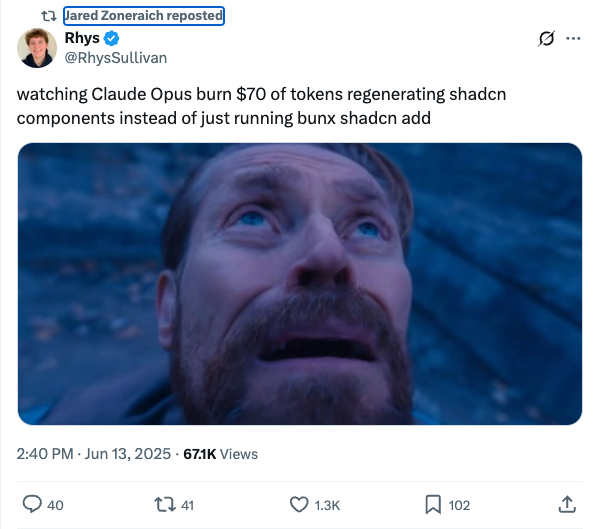 Jared Zoneraich reposted
Rhys
@RhysSullivan
watching Claude Opus burn $70 of tokens regenerating shadcn
components instead of just running bunx shadcn add
2:40 PM · Jun 13, 2025 · 67.1K Views
40
41
1.3K
102